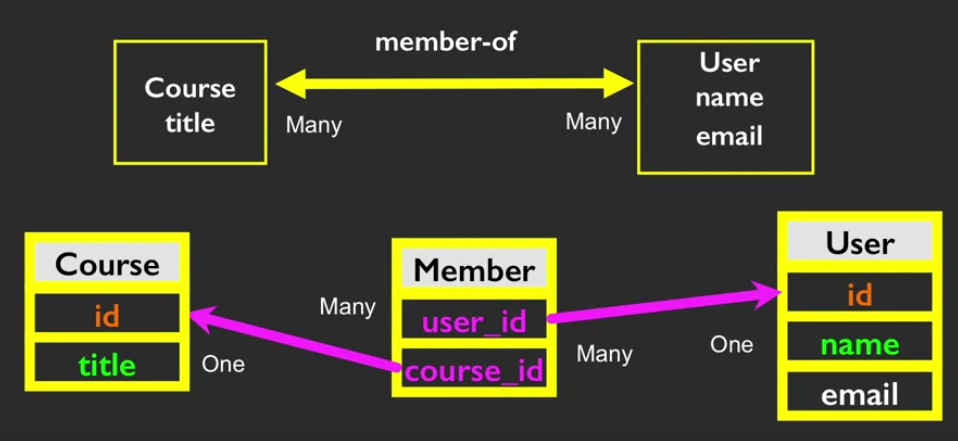 member-of
Course
title
Many
Many
User
name
email
Course
id
title
One
Many
Member
user_id
course_id
Many
One
User
id
name
email